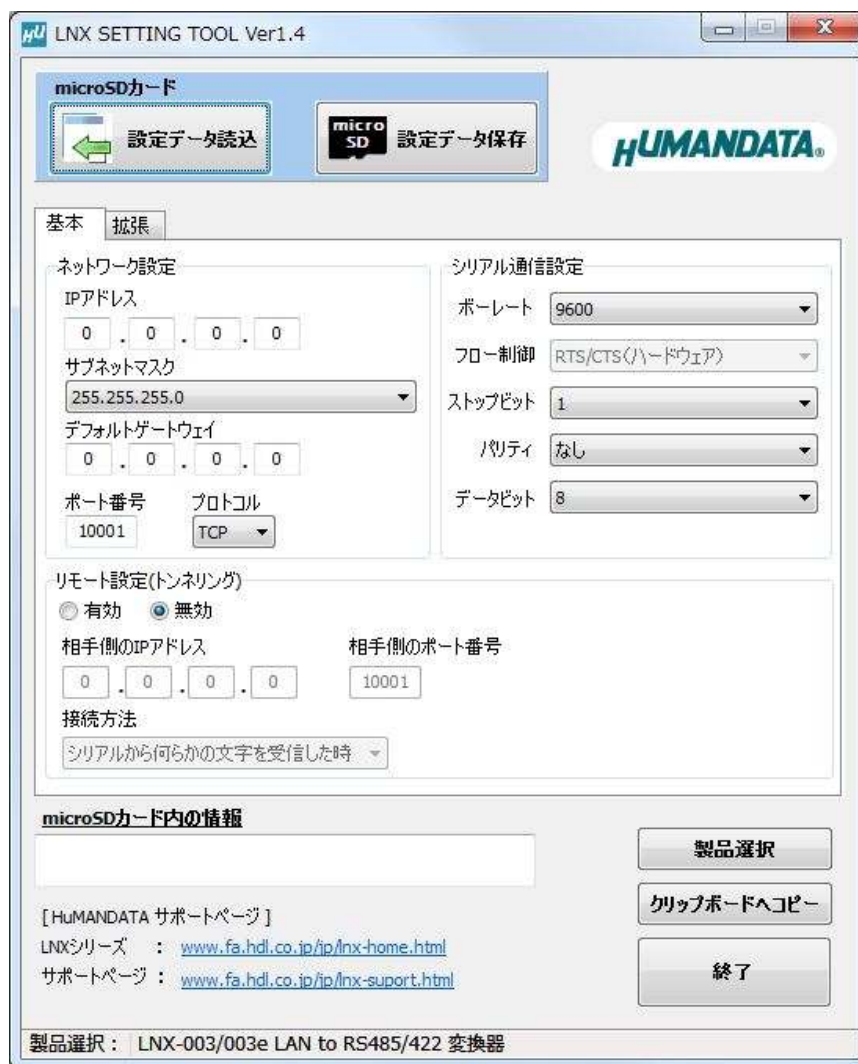 LNX SETTING TOOL Ver1.4
microSDカード
設定データ読込
micro
SD
設定データ保存
HUMANDATA®
基本
拡張
ネットワーク設定
IPアドレス
0 . 0 . 0 . 0
サブネットマスク
255.255.255.0
デフォルトゲートウェイ
0 . 0 . 0 . 0
ポート番号 プロトコル
10001 TCP
シリアル通信設定
ボーレート 9600
フロー制御 RTS/CTS(ハードウェア)
ストップビット 1
パリティ なし
データビット 8
リモート設定(トンネリング)
有効 無効
相手側のIPアドレス 相手側のポート番号
0 . 0 . 0 . 0 10001
接続方法
シリアルから何らかの文字を受信した時
microSDカード内の情報
製品選択
クリップボードへコピー
終了
[ HuMANDATA サポートページ ]
LNXシリーズ : www.fa.hdl.co.jp/jp/lnx-home.html
サポートページ : www.fa.hdl.co.jp/jp/lnx-suport.html
製品選択: LNX-003/003e LAN to RS485/422 変換器